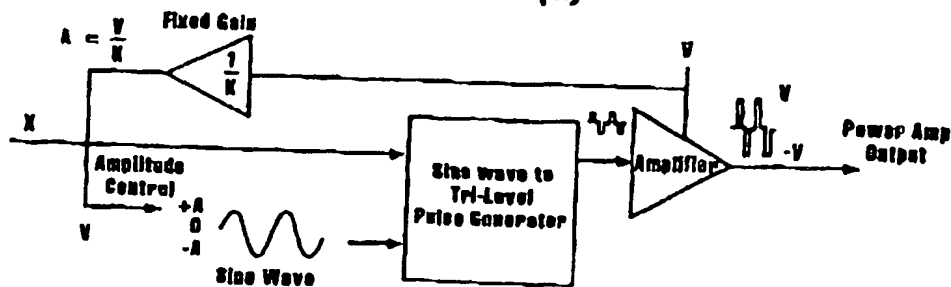 Fixed Gain
A = V/K
1/K
V
X
Amplitude
Control
+A
0
-A
V
Sine Wave
Sine wave to
Tri-Level
Pulse Generator
Amplifier
V
-V
Power Amp
Output